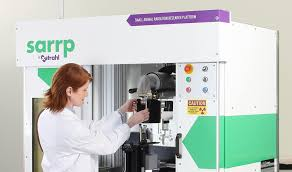 SMALL ANIMAL RADIATION RESEARCH PLATFORM
sarrp
by xstrahl
CAUTION